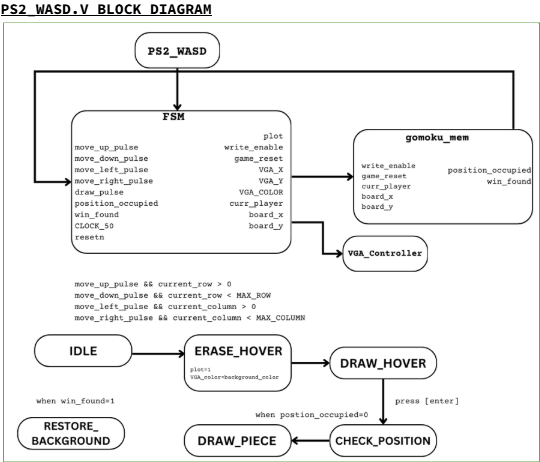 PS2_WASD.V BLOCK DIAGRAM
PS2_WASD
FSM
plot
move_up_pulse write_enable
move_down_pulse game_reset
move_left_pulse VGA_X
move_right_pulse VGA_Y
draw_pulse VGA_COLOR
position_occupied curr_player
win_found board_x
CLOCK_50 board_y
resetn
gomoku_mem
write_enable
game_reset position_occupied
curr_player win_found
board_x
board_y
VGA_Controller
move_up_pulse && current_row > 0
move_down_pulse && current_row < MAX_ROW
move_left_pulse && current_column > 0
move_right_pulse && current_column < MAX_COLUMN
IDLE
ERASE_HOVER
plot=1
VGA_color=background_color
DRAW_HOVER
press [enter]
when win_found=1
when postion_occupied=0
RESTORE_
BACKGROUND
DRAW_PIECE
CHECK_POSITION